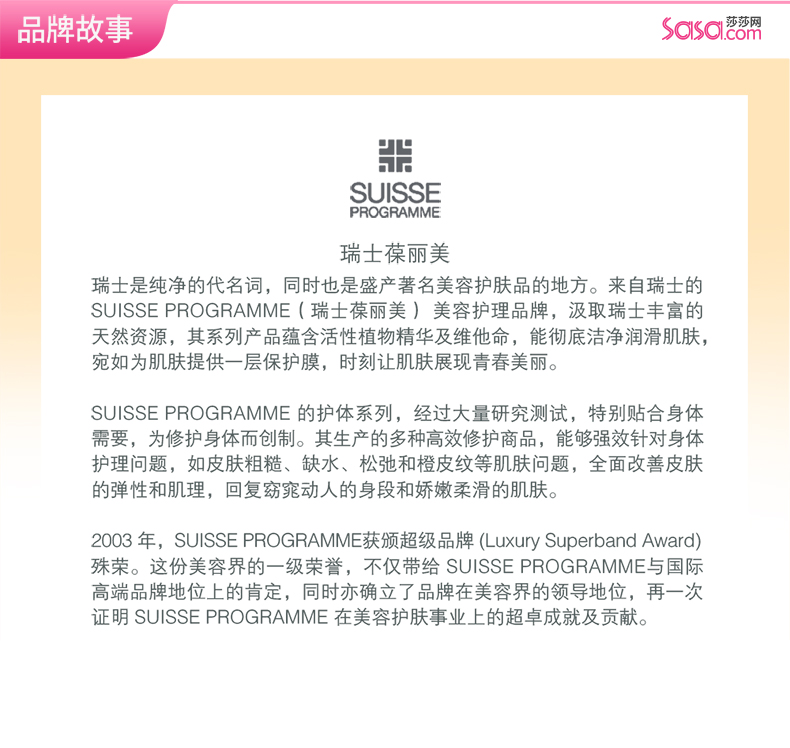 品牌故事
sasa.com 莎莎网
SUISSE
PROGRAMME
瑞士葆丽美
瑞士是纯净的代名词，同时也是盛产著名美容护肤品的地方。来自瑞士的
SUISSE PROGRAMME（瑞士葆丽美） 美容护理品牌，汲取瑞士丰富的
天然资源，其系列产品蕴含活性植物精华及维他命，能彻底洁净润滑肌肤，
宛如为肌肤提供一层保护膜，时刻让肌肤展现青春美丽。
SUISSE PROGRAMME 的护体系列，经过大量研究测试，特别贴合身体
需要，为修护身体而创制。其生产的多种高效修护商品，能够强效针对身体
护理问题，如皮肤粗糙、缺水、松弛和橙皮纹等肌肤问题，全面改善皮肤
的弹性和肌理，回复窈窕动人的身段和娇嫩柔滑的肌肤。
2003 年，SUISSE PROGRAMME获颁超级品牌 (Luxury Superband Award)
殊荣。这份美容界的一级荣誉，不仅带给 SUISSE PROGRAMME与国际
高端品牌地位上的肯定，同时亦确立了品牌在美容界的领导地位，再一次
证明 SUISSE PROGRAMME 在美容护肤事业上的超卓成就及贡献。